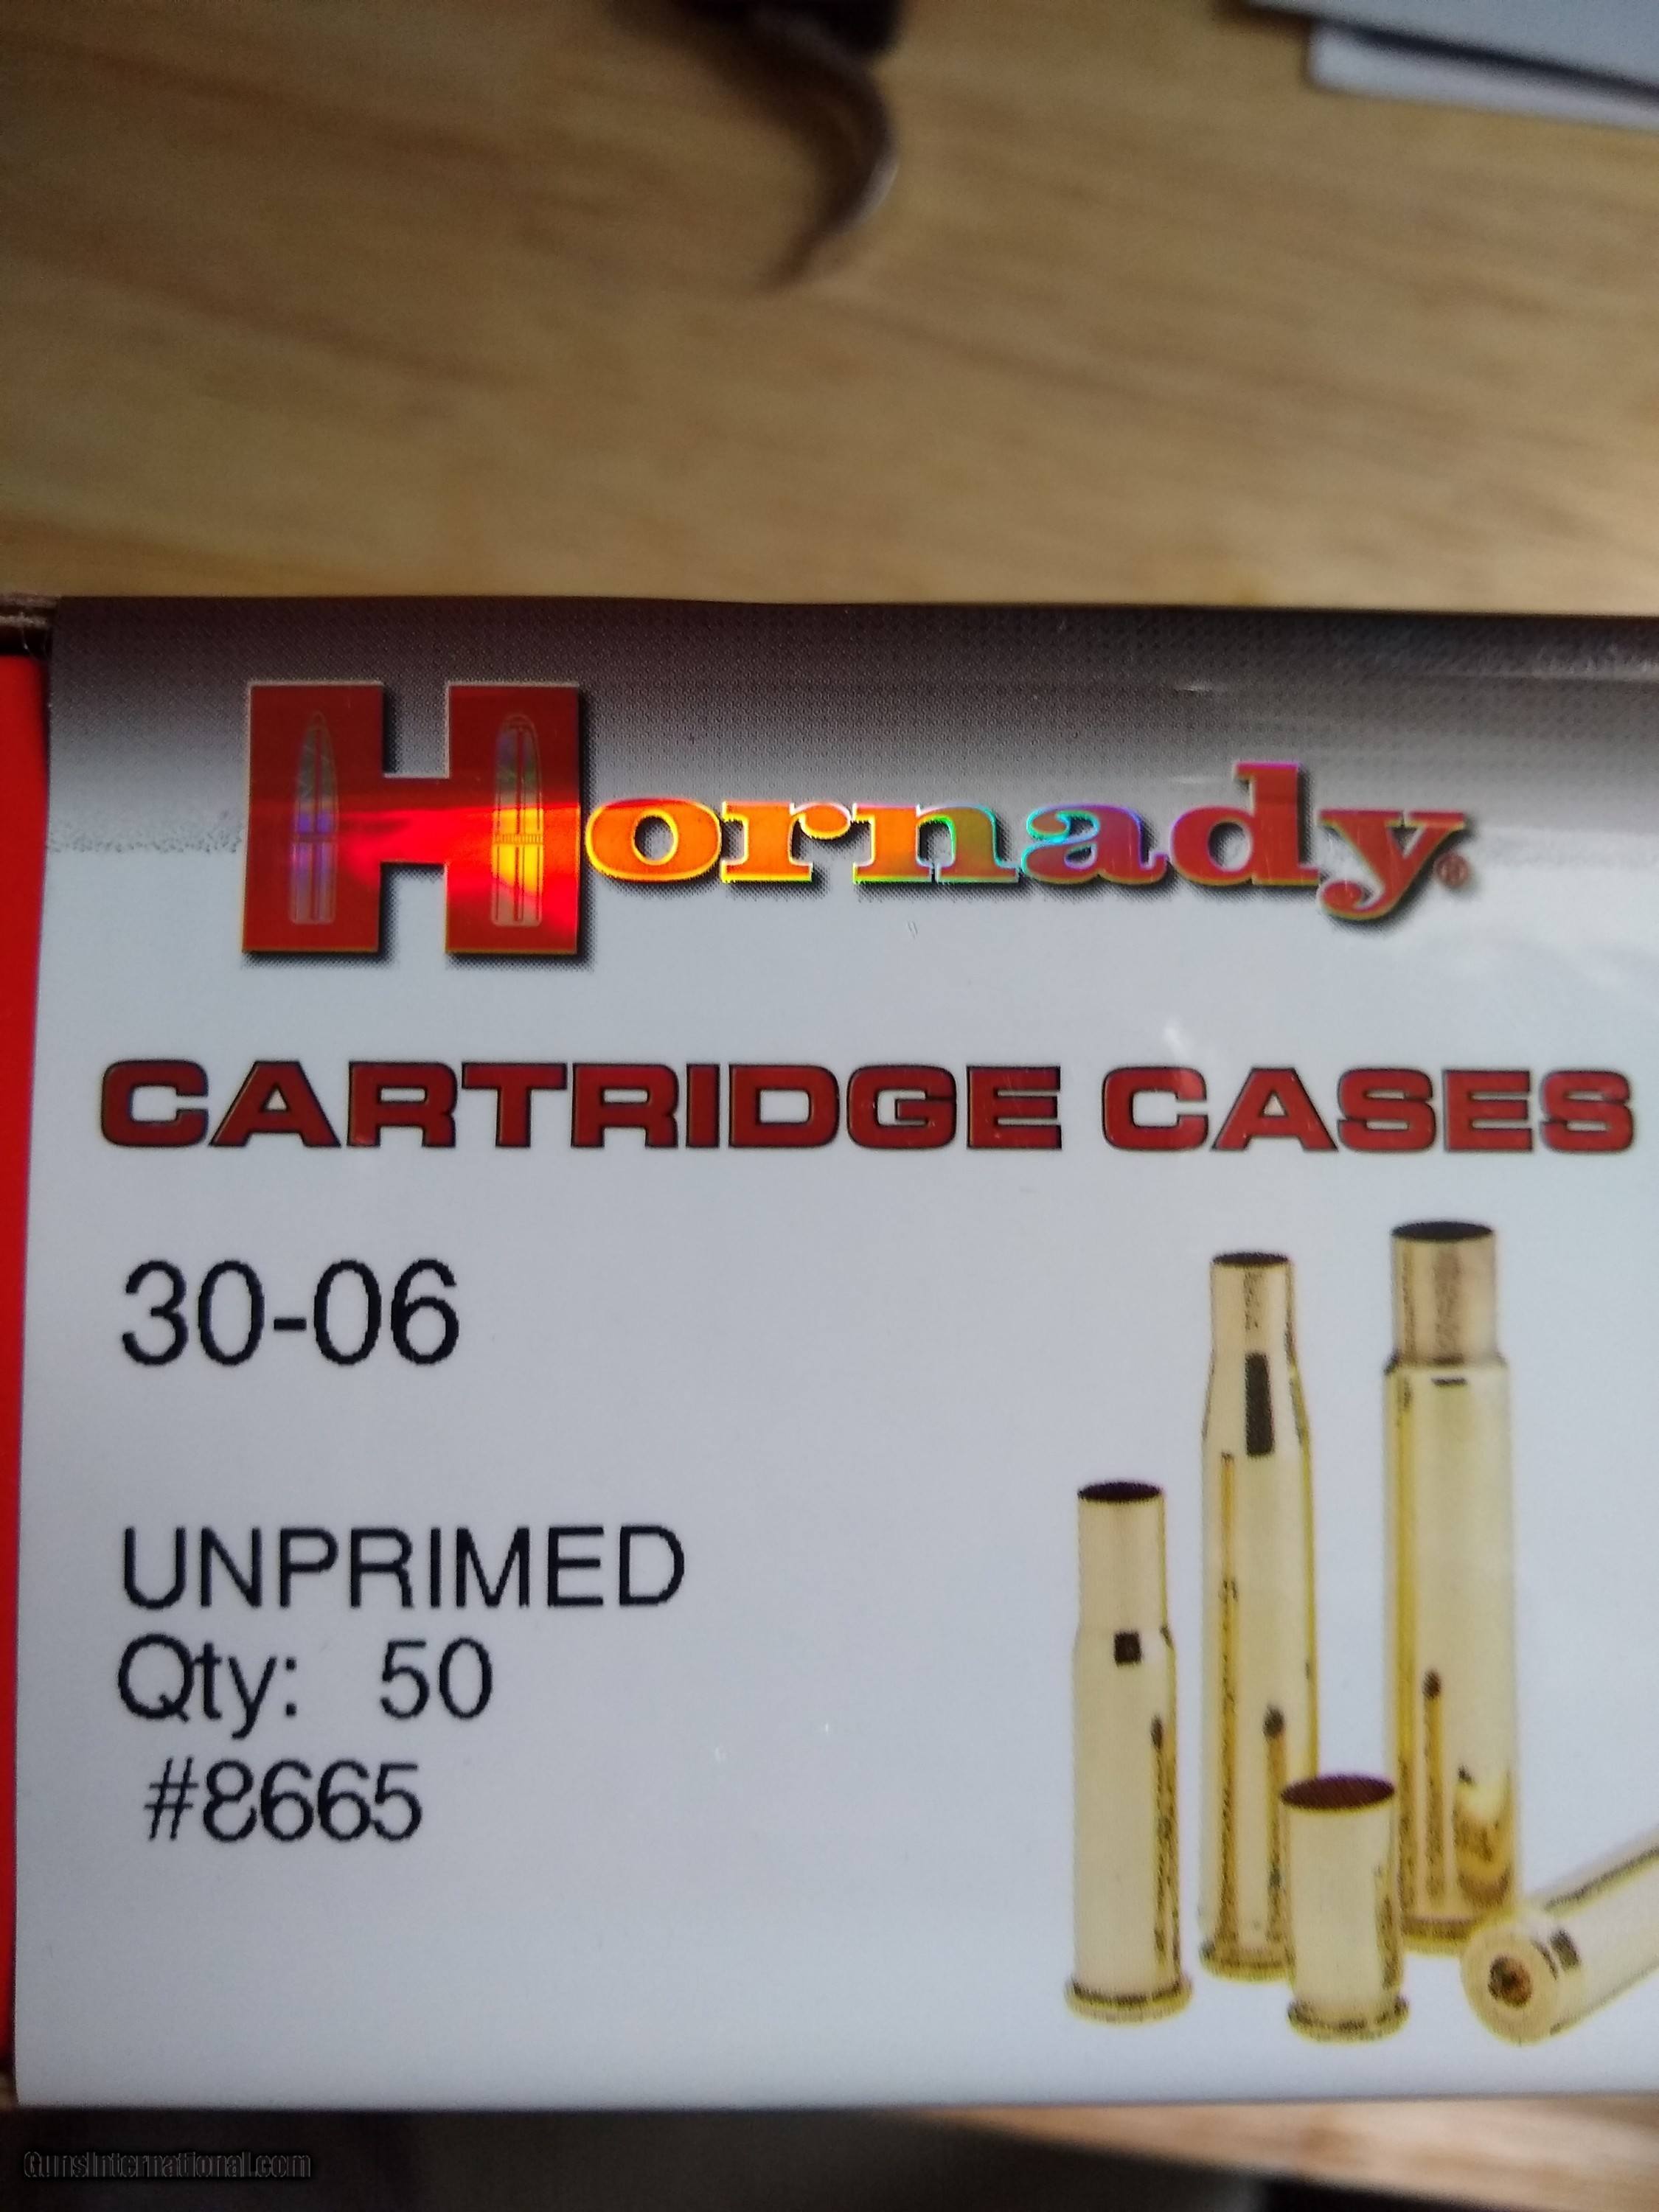 Hornady®
CARTRIDGE CASES
30-06
UNPRIMED
Qty: 50
#8665
GunsInternational.com